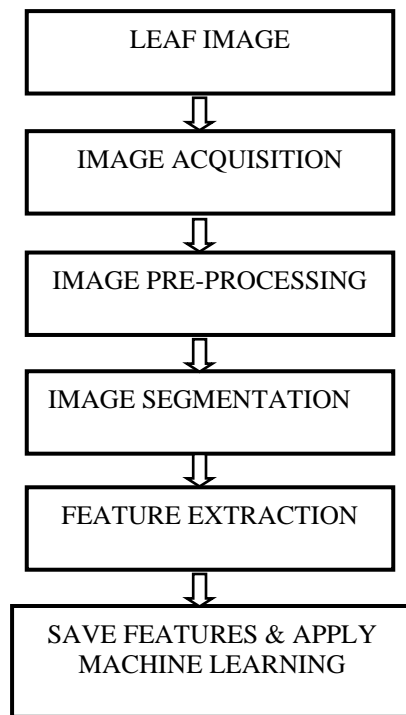 LEAF IMAGE
IMAGE ACQUISITION
IMAGE PRE-PROCESSING
IMAGE SEGMENTATION
FEATURE EXTRACTION
SAVE FEATURES & APPLY
MACHINE LEARNING